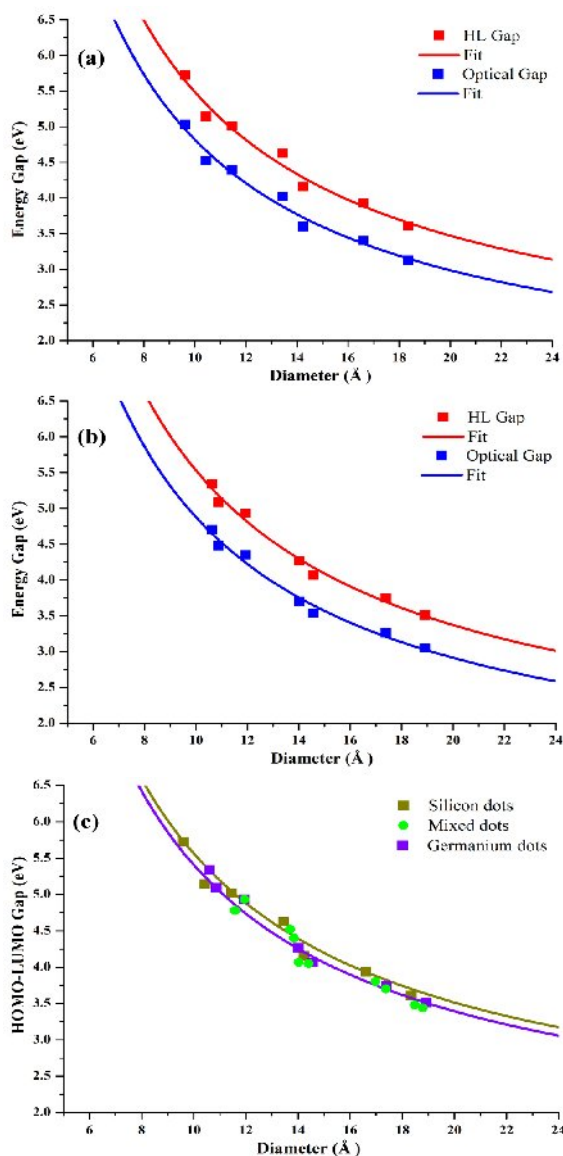 6.5
(a)
HL Gap
6.0
Fit
5.5
Optical Gap
5.0
Fit
4.5
4.0
3.5
3.0
2.5
2.0
Energy Gap (eV)
6 8 10 12 14 16 18 20 22 24
Diameter (Å )
6.5
(b)
HL Gap
6.0
Fit
5.5
Optical Gap
5.0
Fit
4.5
4.0
3.5
3.0
2.5
2.0
Energy Gap (eV)
6 8 10 12 14 16 18 20 22 24
Diameter (Å )
6.5
(c)
Silicon dots
6.0
Mixed dots
5.5
Germanium dots
5.0
4.5
4.0
3.5
3.0
2.5
2.0
HOMO-LUMO Gap (eV)
6 8 10 12 14 16 18 20 22 24
Diameter (Å )